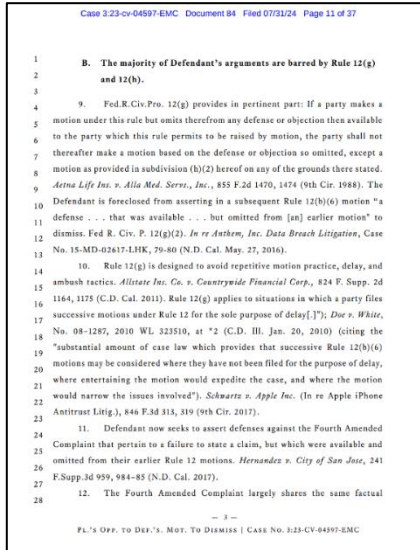 Case 3:23-cv-04597-EMC Document 84 Filed 07/31/24 Page 11 of 37
B. The majority of Defendant's arguments are barred by Rule 12(g)
and 12(h).
9. Fed.R.Civ.Pro. 12(g) provides in pertinent part: If a party makes a
motion under this rule but omits therefrom any defense or objection then available
to the party which this rule permits to be raised by motion, the party shall not
thereafter make a motion based on the defense or objection so omitted, except a
motion as provided in subdivision (h)(2) hereof on any of the grounds there stated.
Aetna Life Ins. v. Alla Med. Servs., Inc., 855 F.2d 1470, 1474 (9th Cir. 1988). The
Defendant is foreclosed from asserting in a subsequent Rule 12(b)(6) motion "a
defense . . . that was available . . . but omitted from [an] earlier motion" to
dismiss. Fed R. Civ. P. 12(g)(2). In re Anthem, Inc. Data Breach Litigation, Case
No. 15-MD-02617-LHK, 79-80 (N.D. Cal. May. 27, 2016).
10. Rule 12(g) is designed to avoid repetitive motion practice, delay, and
ambush tactics. Allstate Ins. Co. v. Countrywide Financial Corp., 824 F. Supp. 2d
1164, 1175 (C.D. Cal. 2011). Rule 12(g) applies to situations in which a party files
successive motions under Rule 12 for the sole purpose of delay[.]"); Doe v. White,
No. 08-1287, 2010 WL 323510, at *2 (C.D. Ill. Jan. 20, 2010) (citing the
"substantial amount of case law which provides that successive Rule 12(b)(6)
motions may be considered where they have not been filed for the purpose of delay,
where entertaining the motion would expedite the case, and where the motion
would narrow the issues involved"). Schwartz v. Apple Inc. (In re Apple iPhone
Antitrust Litig.), 846 F.3d 313, 319 (9th Cir. 2017).
11. Defendant now seeks to assert defenses against the Fourth Amended
Complaint that pertain to a failure to state a claim, but which were available and
omitted from their earlier Rule 12 motions. Hernandez v. City of San Jose, 241
F.Supp.3d 959, 984–85 (N.D. Cal. 2017).
12. The Fourth Amended Complaint largely shares the same factual
1
2
3
4
5
6
7
8
9
10
11
12
13
14
15
16
17
18
19
20
21
22
23
24
25
26
27
28
— 3 —
PL.'S OPP. TO DEF.'S. MOT. TO DISMISS | CASE NO. 3:23-CV-04597-EMC